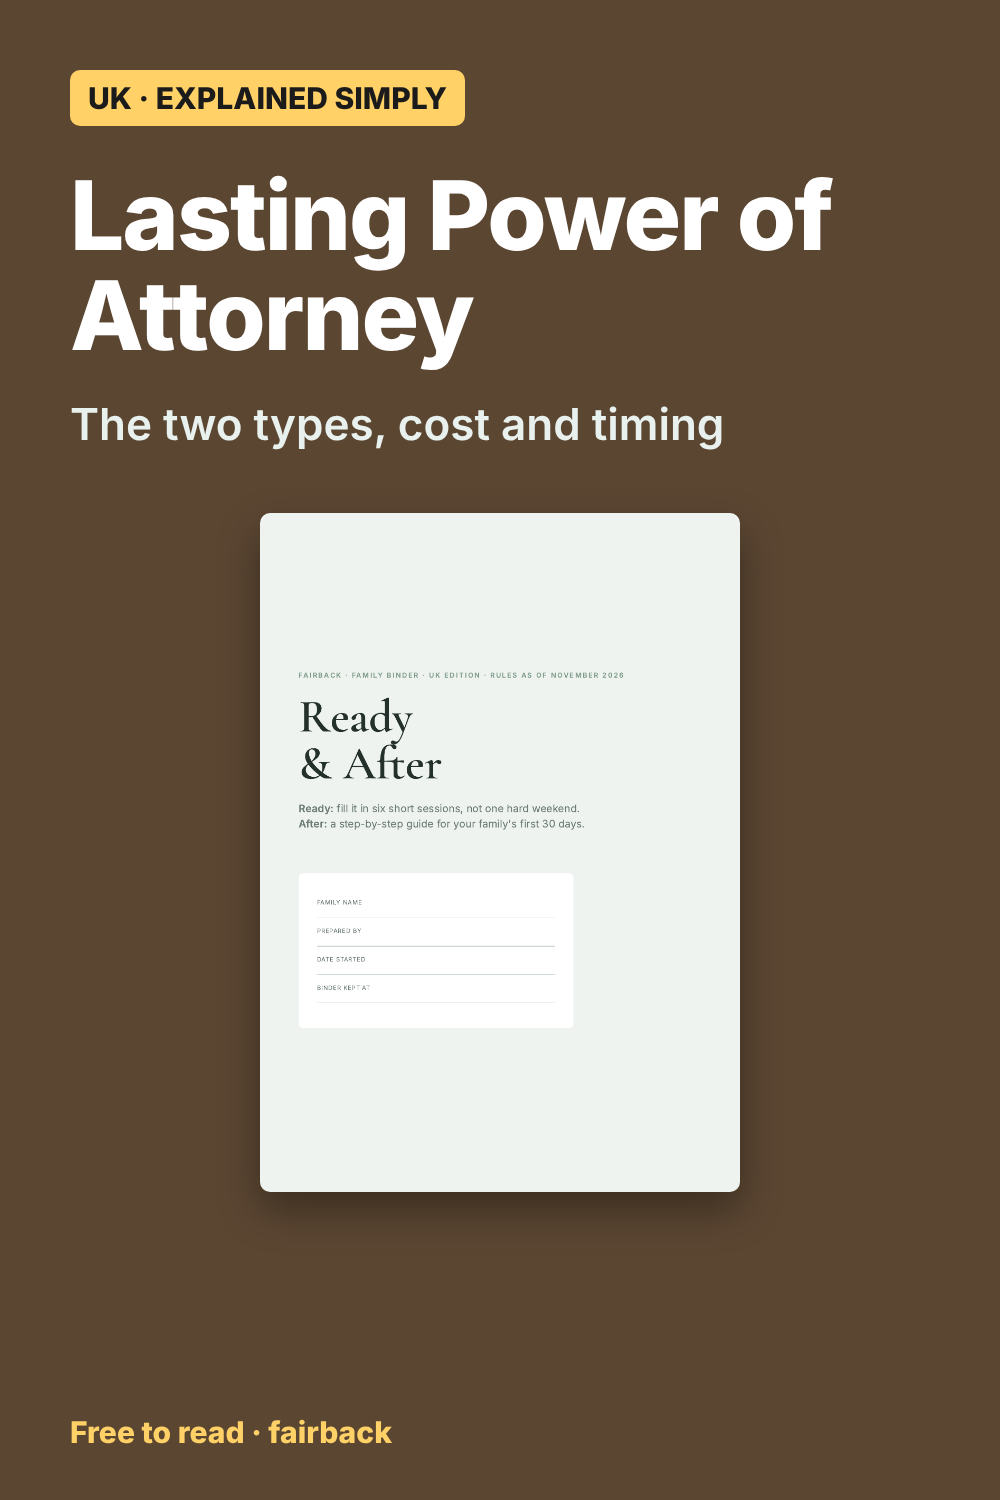 UK · EXPLAINED SIMPLY
Lasting Power of
Attorney
The two types, cost and timing
FAIRBACK · FAMILY BINDER · UK EDITION · RULES AS OF NOVEMBER 2026
Ready
& After
Ready: fill it in six short sessions, not one hard weekend.
After: a step-by-step guide for your family's first 30 days.
FAMILY NAME
PREPARED BY
DATE STARTED
BINDER KEPT AT
Free to read · fairback